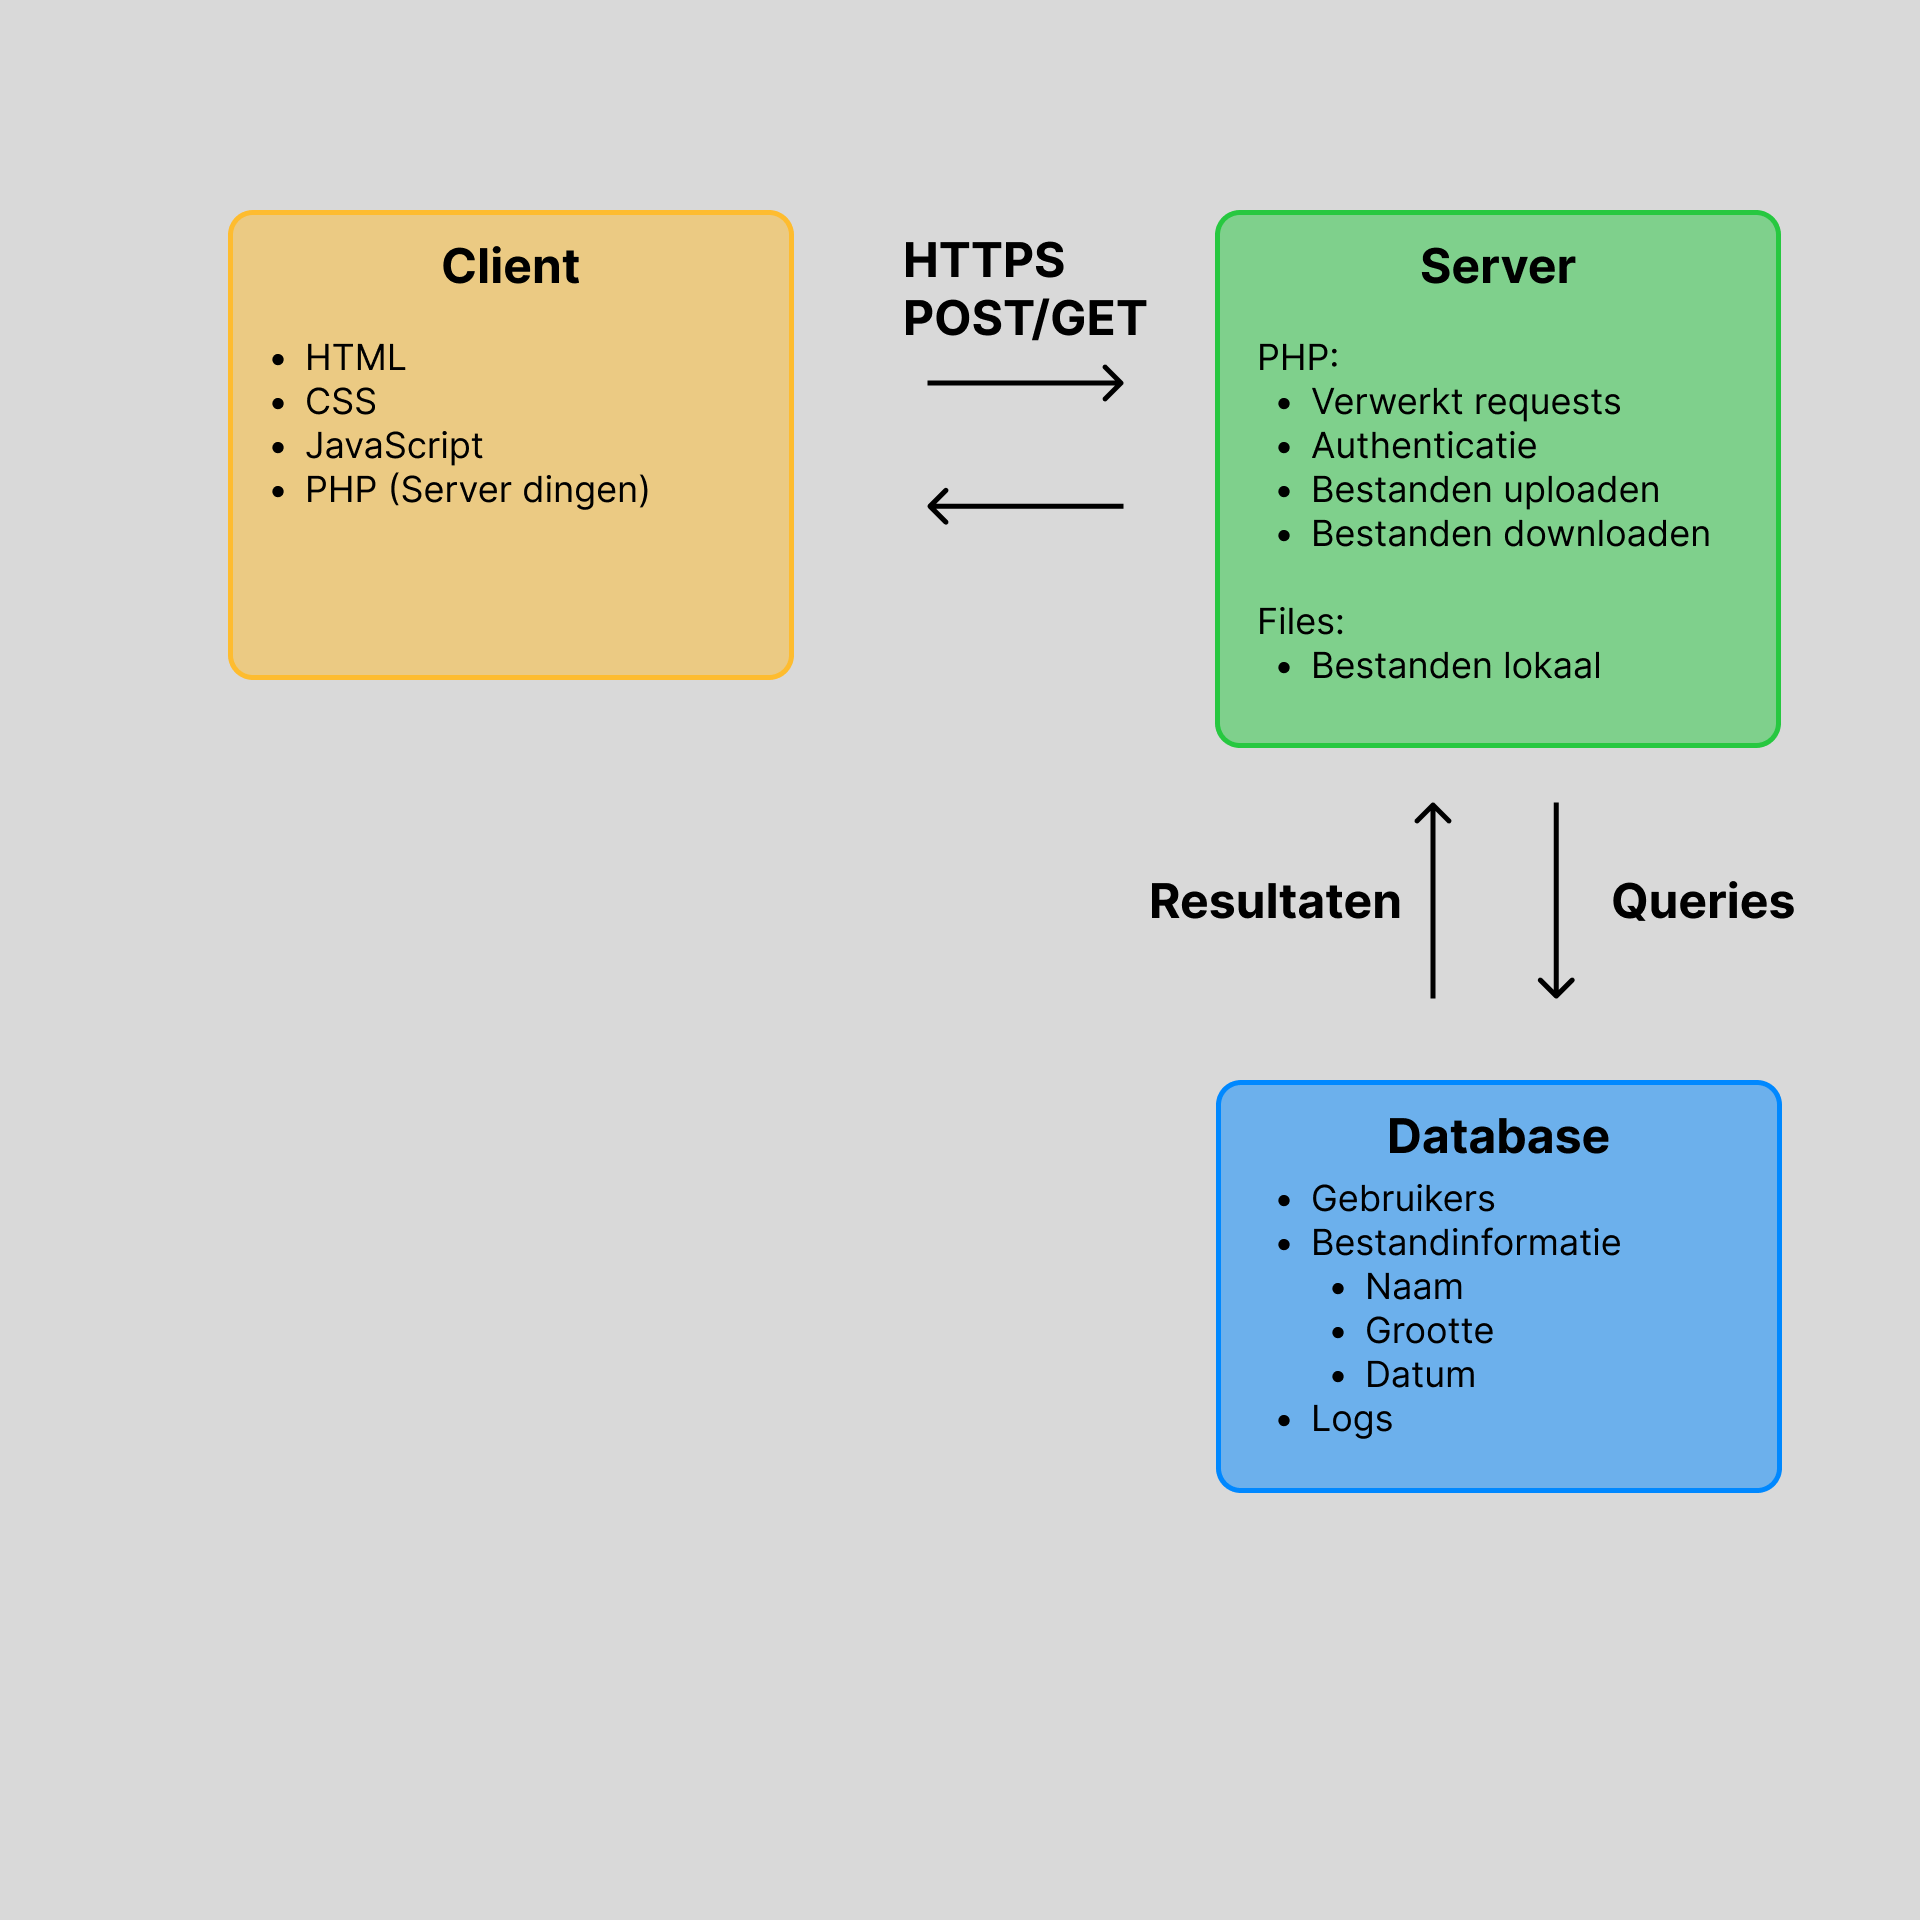 Client
• HTML
• CSS
• JavaScript
• PHP (Server dingen)
HTTPS
POST/GET
Server
PHP:
• Verwerkt requests
• Authenticatie
• Bestanden uploaden
• Bestanden downloaden
Files:
• Bestanden lokaal
Resultaten
Queries
Database
• Gebruikers
• Bestandinformatie
• Naam
• Grootte
• Datum
• Logs